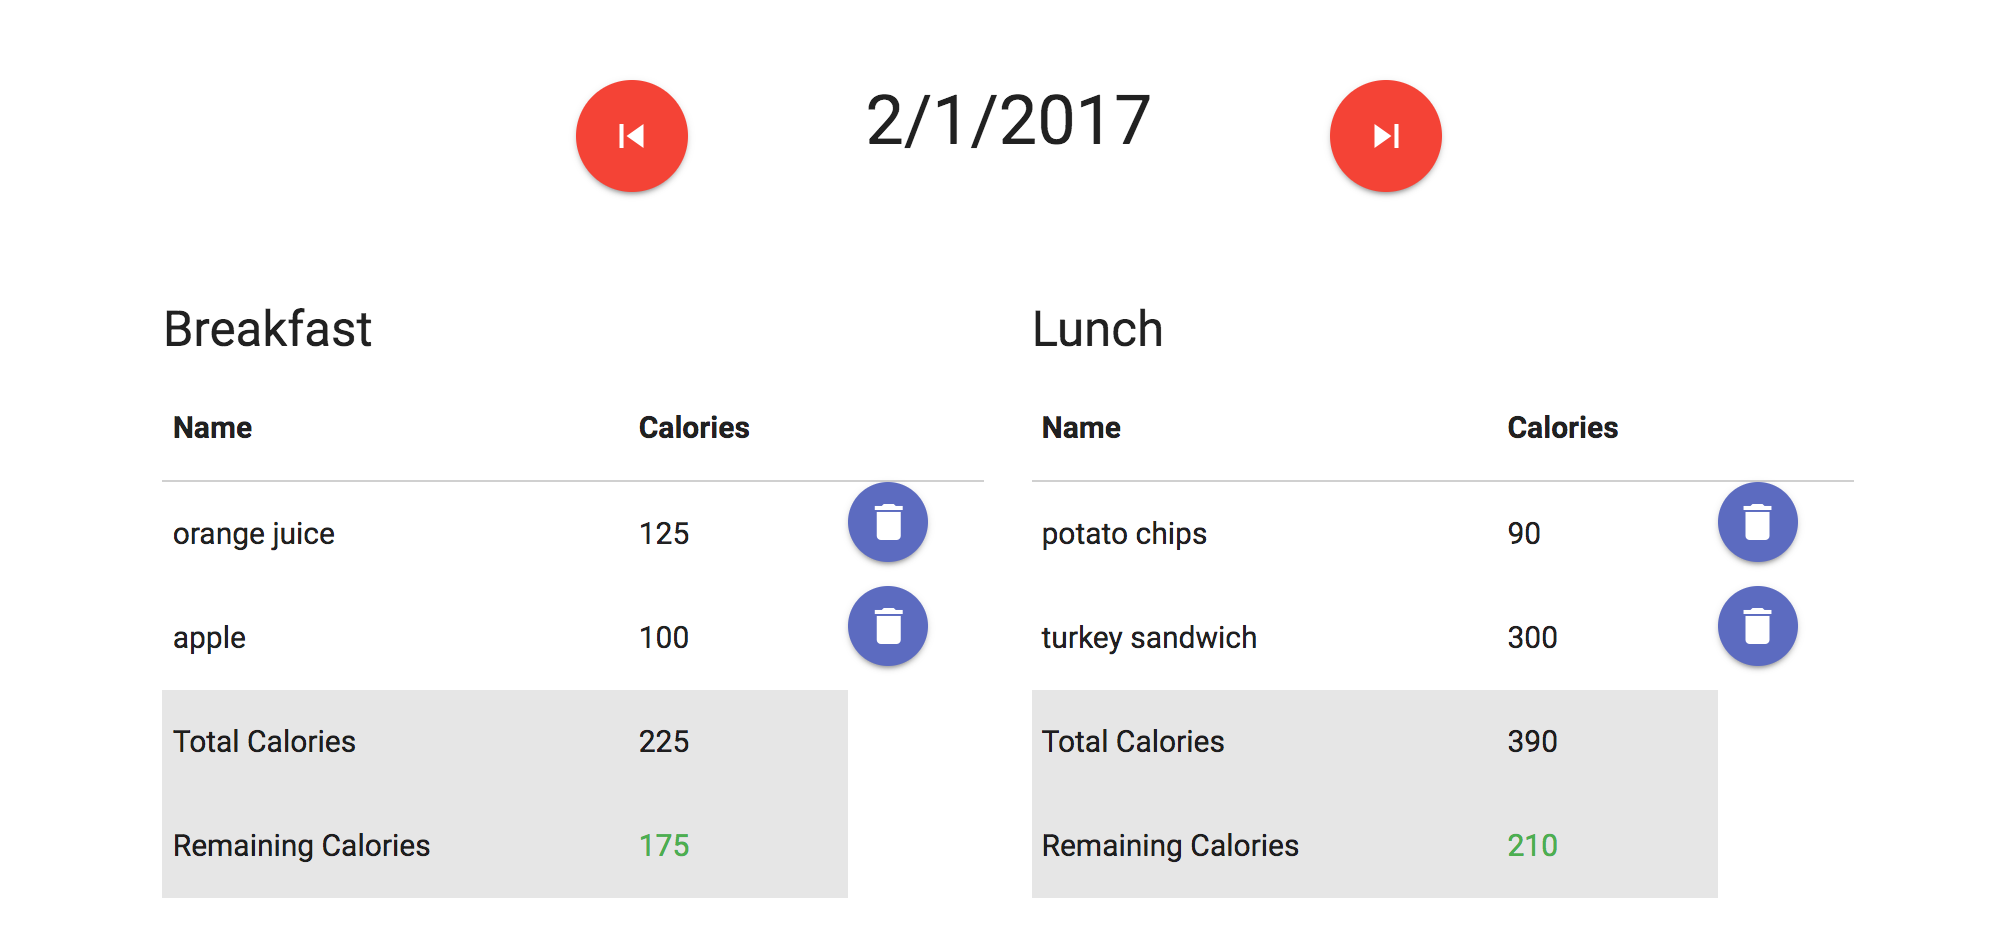 2/1/2017
Breakfast
Name Calories
orange juice 125
apple 100
Total Calories 225
Remaining Calories 175
Lunch
Name Calories
potato chips 90
turkey sandwich 300
Total Calories 390
Remaining Calories 210